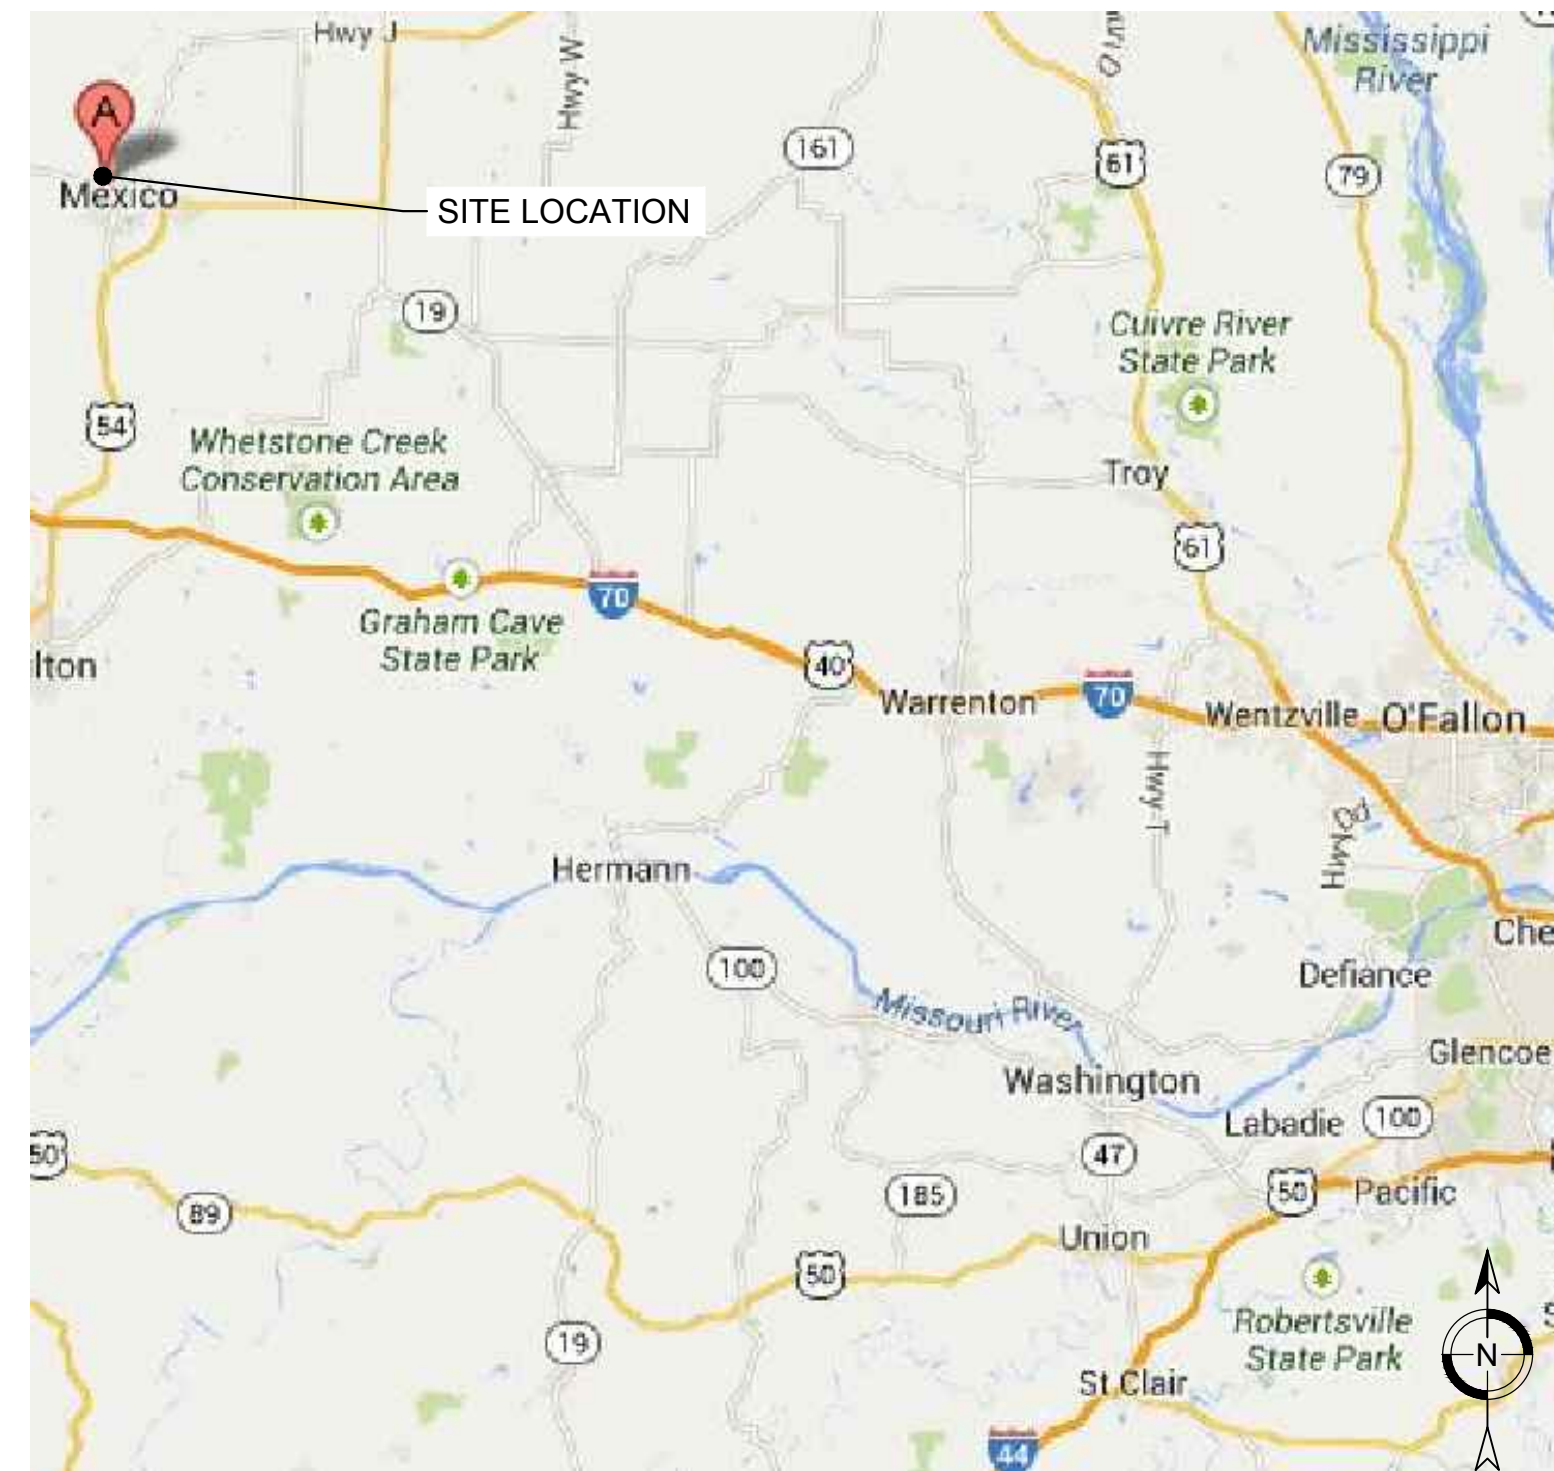 Hwy J
Hwy W
Mississippi
River
A
161
61
79
Mexico
SITE LOCATION
19
Cuivre River
State Park
54
Whetstone Creek
Conservation Area
Troy
61
70
Graham Cave
State Park
lton
40
Warrenton
70
Wentzville
O'Fallon
Hwy T
Hwy
Hermann
Che
100
Defiance
Missouri River
Glencoe
Washington
Labadie
100
50
47
185
50
Pacific
89
Union
50
Robertsville
State Park
19
N
St Clair
44